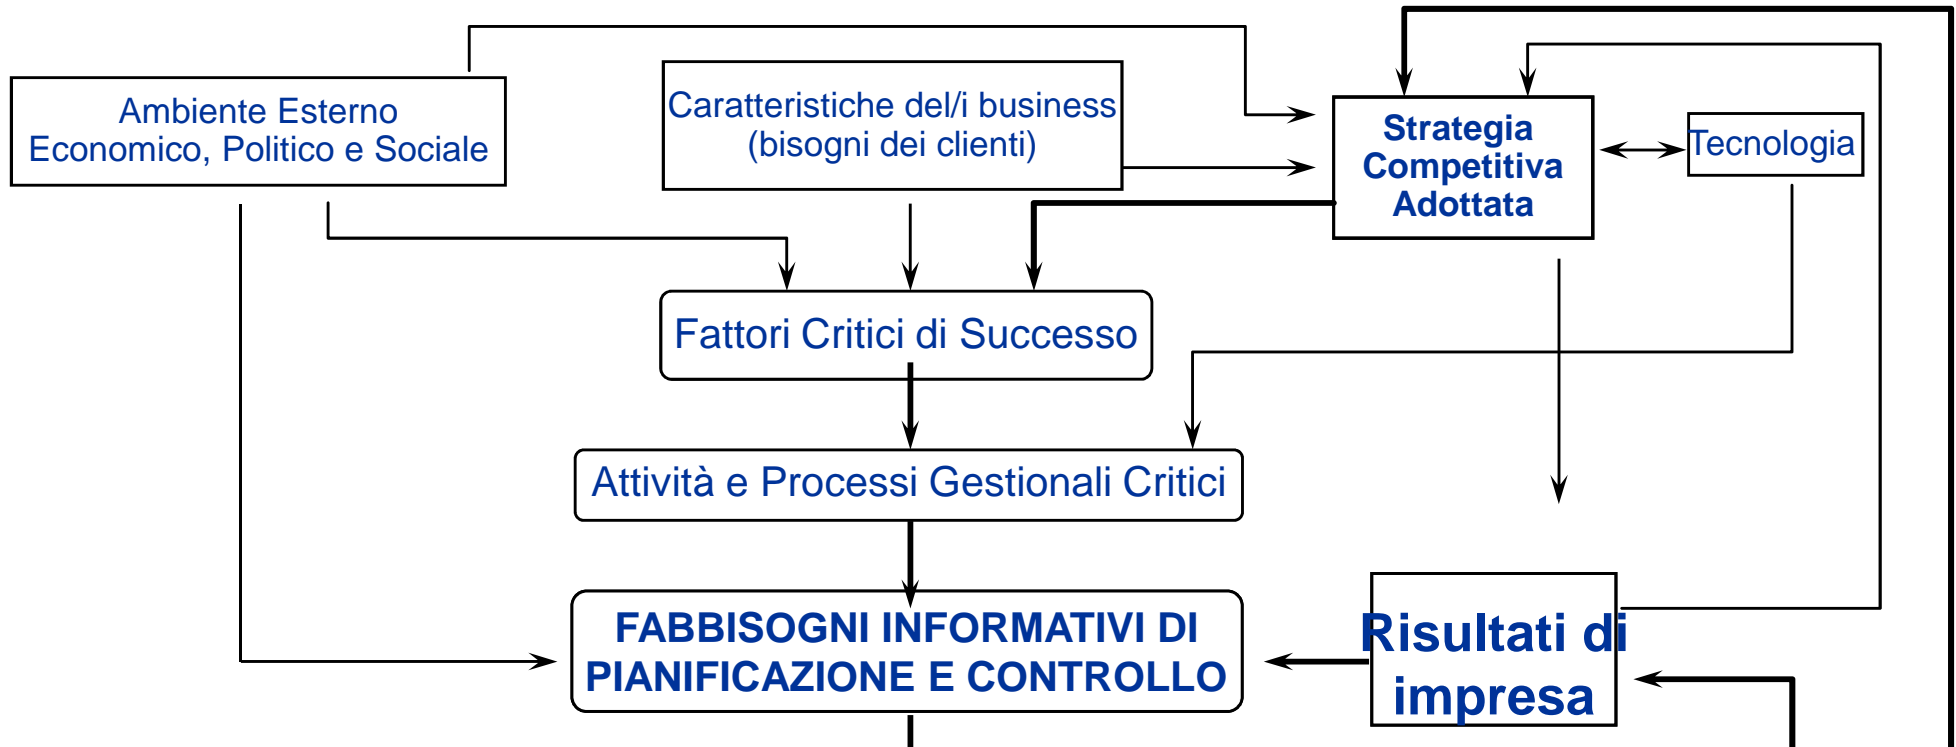 Ambiente Esterno
Economico, Politico e Sociale
Caratteristiche del/i business
(bisogni dei clienti)
Strategia
Competitiva
Adottata
Tecnologia
Fattori Critici di Successo
Attività e Processi Gestionali Critici
FABBISOGNI INFORMATIVI DI
PIANIFICAZIONE E CONTROLLO
Risultati di
impresa